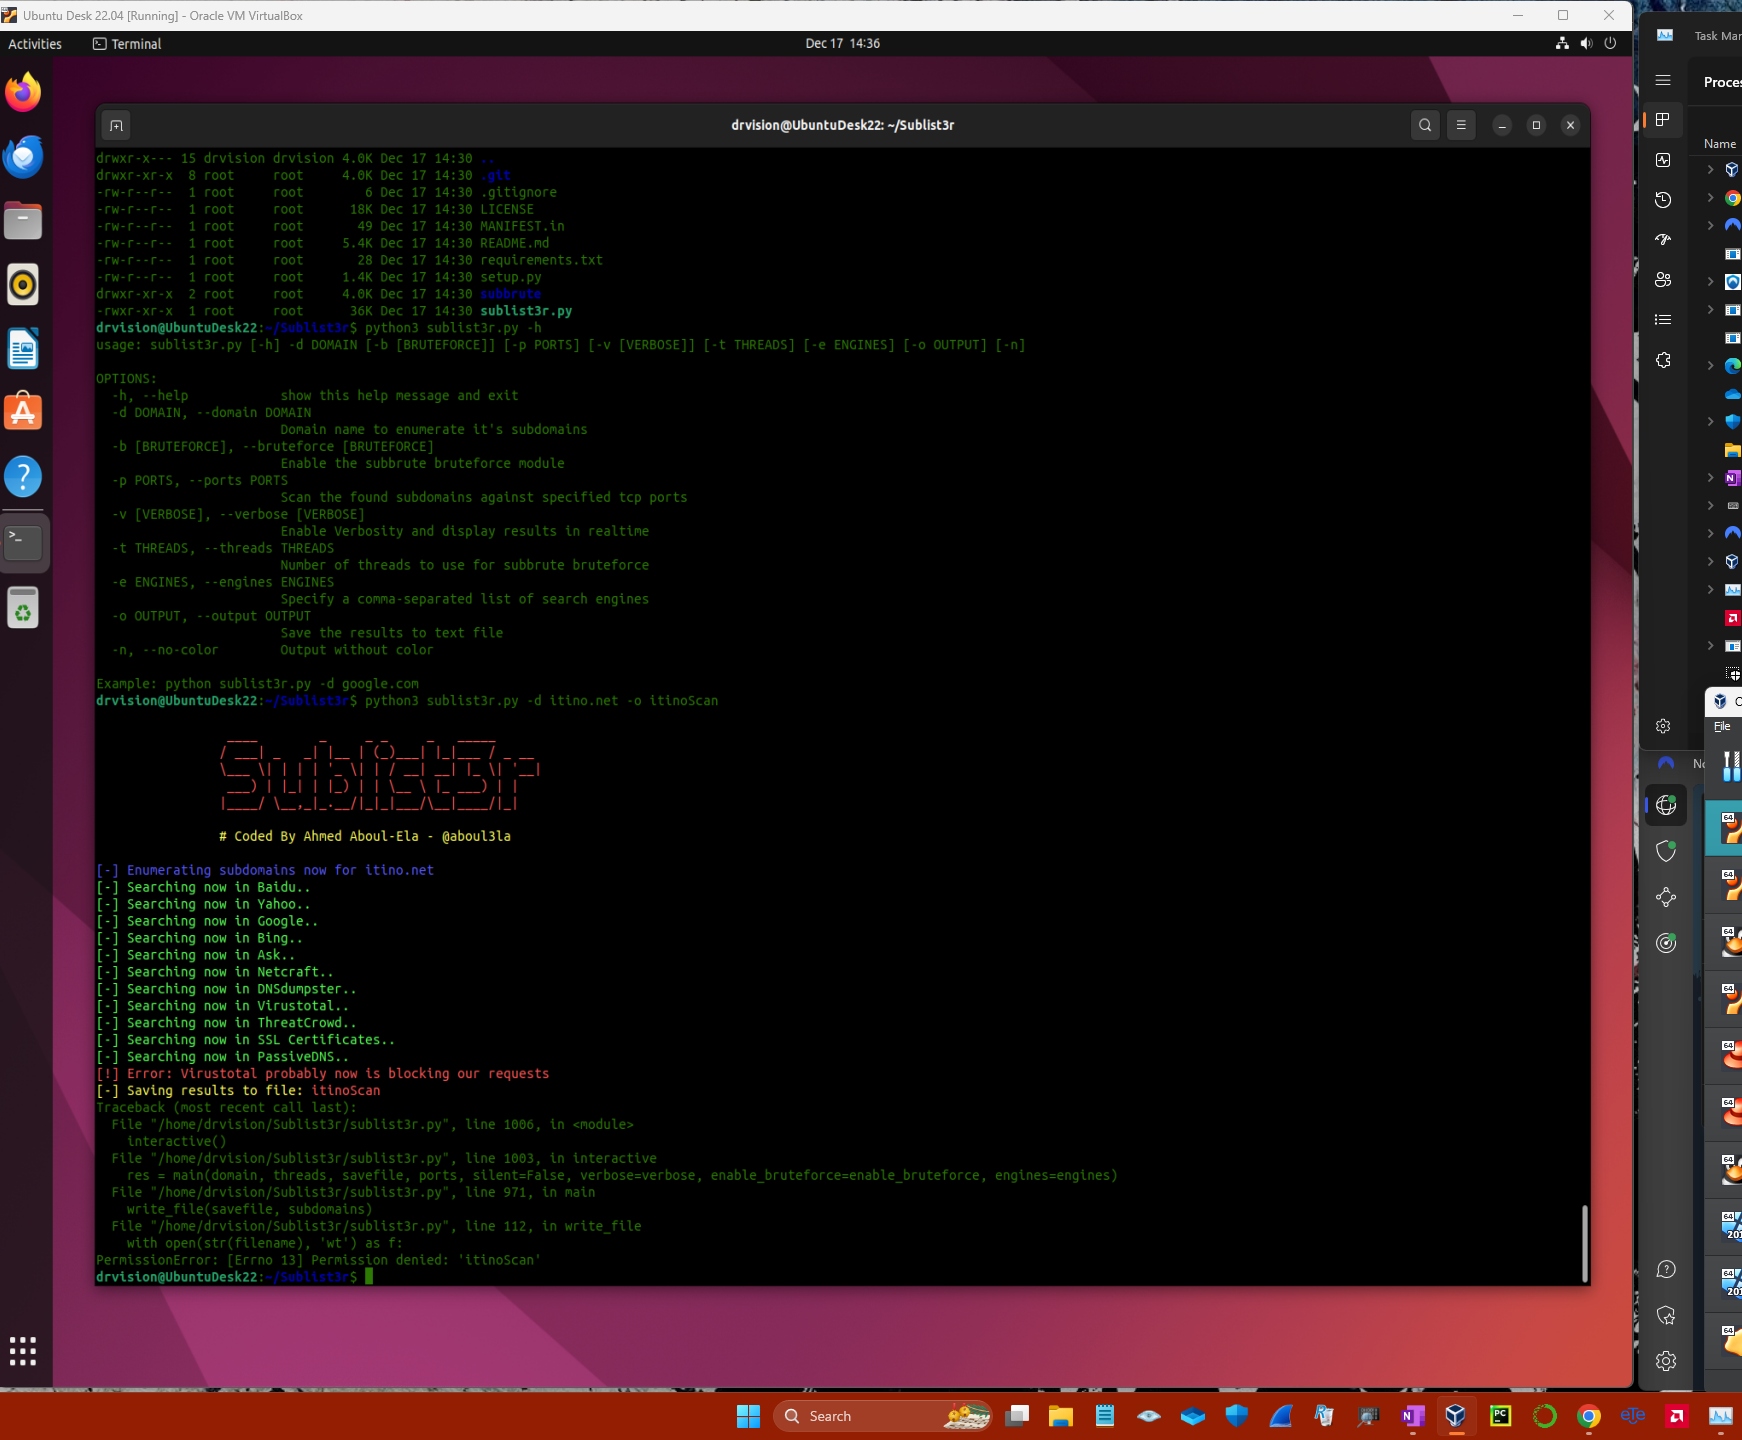 Ubuntu Desk 22.04 [Running] - Oracle VM VirtualBox
Activities
Terminal
Dec 17 14:36
drvision@UbuntuDesk22: ~/Sublist3r
drwxr-x--- 15 drvision drvision 4.0K Dec 17 14:30 ..
drwxr-xr-x  8 root     root     4.0K Dec 17 14:30 .git
-rw-r--r--  1 root     root        6 Dec 17 14:30 .gitignore
-rw-r--r--  1 root     root      18K Dec 17 14:30 LICENSE
-rw-r--r--  1 root     root       49 Dec 17 14:30 MANIFEST.in
-rw-r--r--  1 root     root     5.4K Dec 17 14:30 README.md
-rw-r--r--  1 root     root       28 Dec 17 14:30 requirements.txt
-rw-r--r--  1 root     root     1.4K Dec 17 14:30 setup.py
drwxr-xr-x  2 root     root     4.0K Dec 17 14:30 subbrute
-rwxr-xr-x  1 root     root      36K Dec 17 14:30 sublist3r.py
drvision@UbuntuDesk22:~/Sublist3r$ python3 sublist3r.py -h
usage: sublist3r.py [-h] -d DOMAIN [-b [BRUTEFORCE]] [-p PORTS] [-v [VERBOSE]] [-t THREADS] [-e ENGINES] [-o OUTPUT] [-n]
OPTIONS:
-h, --help            show this help message and exit
-d DOMAIN, --domain DOMAIN
Domain name to enumerate it's subdomains
-b [BRUTEFORCE], --bruteforce [BRUTEFORCE]
Enable the subbrute bruteforce module
-p PORTS, --ports PORTS
Scan the found subdomains against specified tcp ports
-v [VERBOSE], --verbose [VERBOSE]
Enable Verbosity and display results in realtime
-t THREADS, --threads THREADS
Number of threads to use for subbrute bruteforce
-e ENGINES, --engines ENGINES
Specify a comma-separated list of search engines
-o OUTPUT, --output OUTPUT
Save the results to text file
-n, --no-color        Output without color
Example: python sublist3r.py -d google.com
drvision@UbuntuDesk22:~/Sublist3r$ python3 sublist3r.py -d itino.net -o itinoScan
Sublist3r
# Coded By Ahmed Aboul-Ela - @aboul3la
[-] Enumerating subdomains now for itino.net
[-] Searching now in Baidu..
[-] Searching now in Yahoo..
[-] Searching now in Google..
[-] Searching now in Bing..
[-] Searching now in Ask..
[-] Searching now in Netcraft..
[-] Searching now in DNSdumpster..
[-] Searching now in Virustotal..
[-] Searching now in ThreatCrowd..
[-] Searching now in SSL Certificates..
[-] Searching now in PassiveDNS..
[!] Error: Virustotal probably now is blocking our requests
[-] Saving results to file: itinoScan
Traceback (most recent call last):
File "/home/drvision/Sublist3r/sublist3r.py", line 1006, in <module>
interactive()
File "/home/drvision/Sublist3r/sublist3r.py", line 1003, in interactive
res = main(domain, threads, savefile, ports, silent=False, verbose=verbose, enable_bruteforce=enable_bruteforce, engines=engines)
File "/home/drvision/Sublist3r/sublist3r.py", line 971, in main
write_file(savefile, subdomains)
File "/home/drvision/Sublist3r/sublist3r.py", line 112, in write_file
with open(str(filename), 'wt') as f:
PermissionError: [Errno 13] Permission denied: 'itinoScan'
drvision@UbuntuDesk22:~/Sublist3r$
Task Mar
Proces
Name
File
No
64
64
64
64
64
64
64
64
201
64
201
64
Search